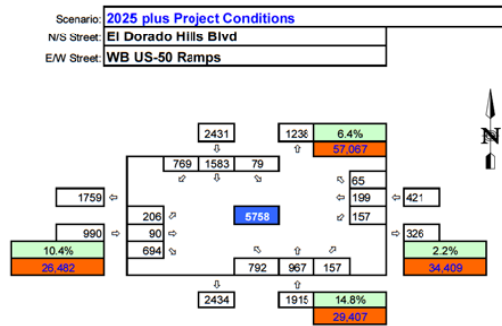 Scenario: 2025 plus Project Conditions
N/S Street: El Dorado Hills Blvd
E/W Street: WB US-50 Ramps
2431 1238 6.4%
57,067
N
769 1583 79
65
1759 199 421
206 157
990 90 5758 326
10.4% 694 2.2%
26,482 792 967 157 34,409
2434 1915 14.8%
29,407